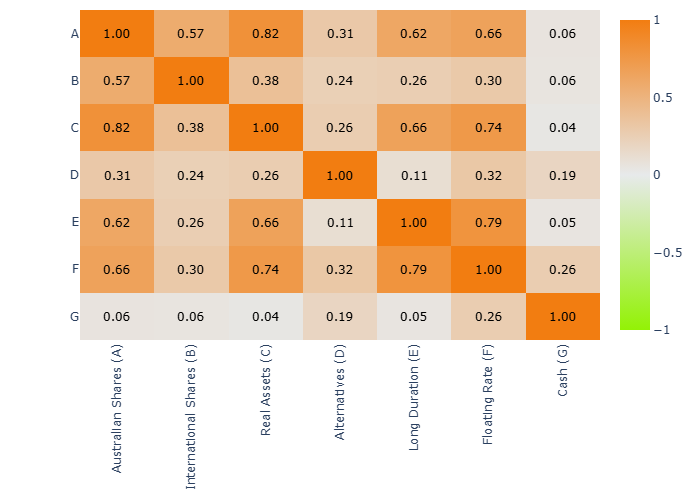 A 1.00 0.57 0.82 0.31 0.62 0.66 0.06
B 0.57 1.00 0.38 0.24 0.26 0.30 0.06
C 0.82 0.38 1.00 0.26 0.66 0.74 0.04
D 0.31 0.24 0.26 1.00 0.11 0.32 0.19
E 0.62 0.26 0.66 0.11 1.00 0.79 0.05
F 0.66 0.30 0.74 0.32 0.79 1.00 0.26
G 0.06 0.06 0.04 0.19 0.05 0.26 1.00
Australian Shares (A)
International Shares (B)
Real Assets (C)
Alternatives (D)
Long Duration (E)
Floating Rate (F)
Cash (G)
1
0.5
0
−0.5
−1